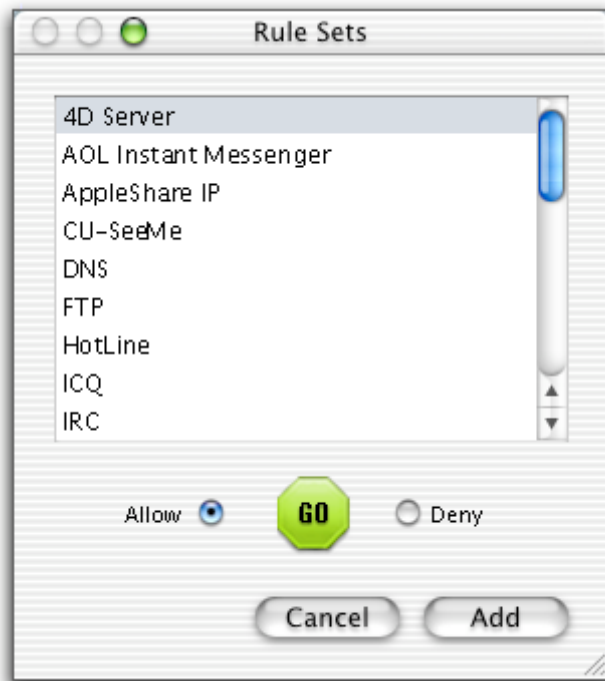 Rule Sets
4D Server
AOL Instant Messenger
AppleShare IP
CU-SeeMe
DNS
FTP
HotLine
ICQ
IRC
Allow GO Deny
Cancel Add